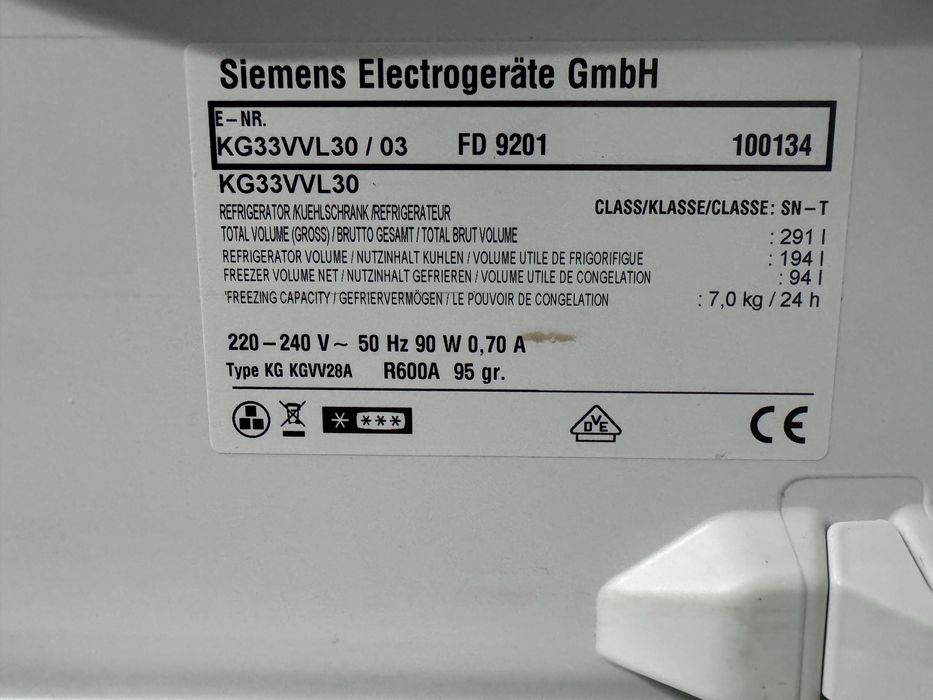 Siemens Electrogeräte GmbH
E-NR.
KG33VVL30 / 03 FD 9201 100134
KG33VVL30
REFRIGERATOR /KUEHLSCHRANK /REFRIGERATEUR CLASS/KLASSE/CLASSE: SN-T
TOTAL VOLUME (GROSS) / BRUTTO GESAMT / TOTAL BRUT VOLUME : 291 l
REFRIGERATOR VOLUME / NUTZINHALT KUHLEN / VOLUME UTILE DE FRIGORIFIGUE : 194 l
FREEZER VOLUME NET / NUTZINHALT GEFRIEREN / VOLUME UTILE DE CONGELATION : 94 l
'FREEZING CAPACITY / GEFRIERVERMÖGEN / LE POUVOIR DE CONGELATION : 7,0 kg / 24 h
220-240 V~ 50 Hz 90 W 0,70 A
Type KG KGVV28A R600A 95 gr.
DVE CE